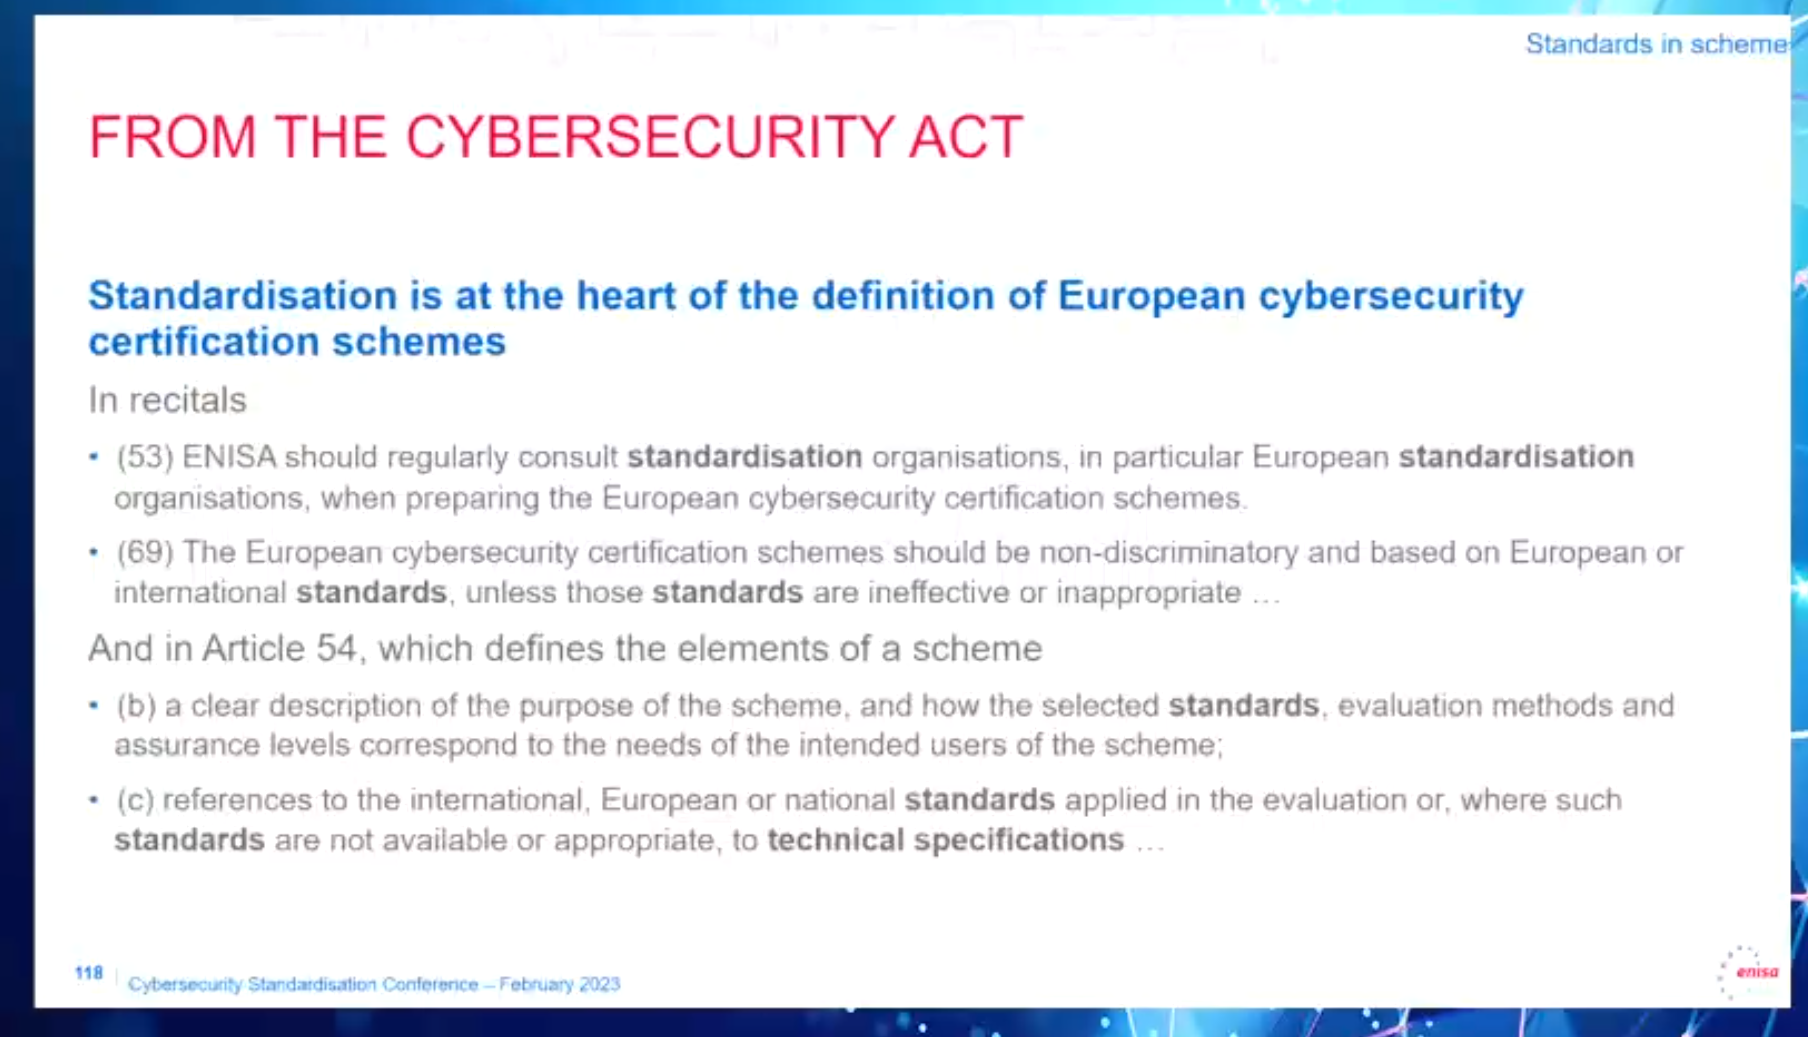 Standards in scheme
FROM THE CYBERSECURITY ACT
Standardisation is at the heart of the definition of European cybersecurity
certification schemes
In recitals
• (53) ENISA should regularly consult standardisation organisations, in particular European standardisation
organisations, when preparing the European cybersecurity certification schemes.
• (69) The European cybersecurity certification schemes should be non-discriminatory and based on European or
international standards, unless those standards are ineffective or inappropriate …
And in Article 54, which defines the elements of a scheme
• (b) a clear description of the purpose of the scheme, and how the selected standards, evaluation methods and
assurance levels correspond to the needs of the intended users of the scheme;
• (c) references to the international, European or national standards applied in the evaluation or, where such
standards are not available or appropriate, to technical specifications …
118
Cybersecurity Standardisation Conference – February 2023
enisa